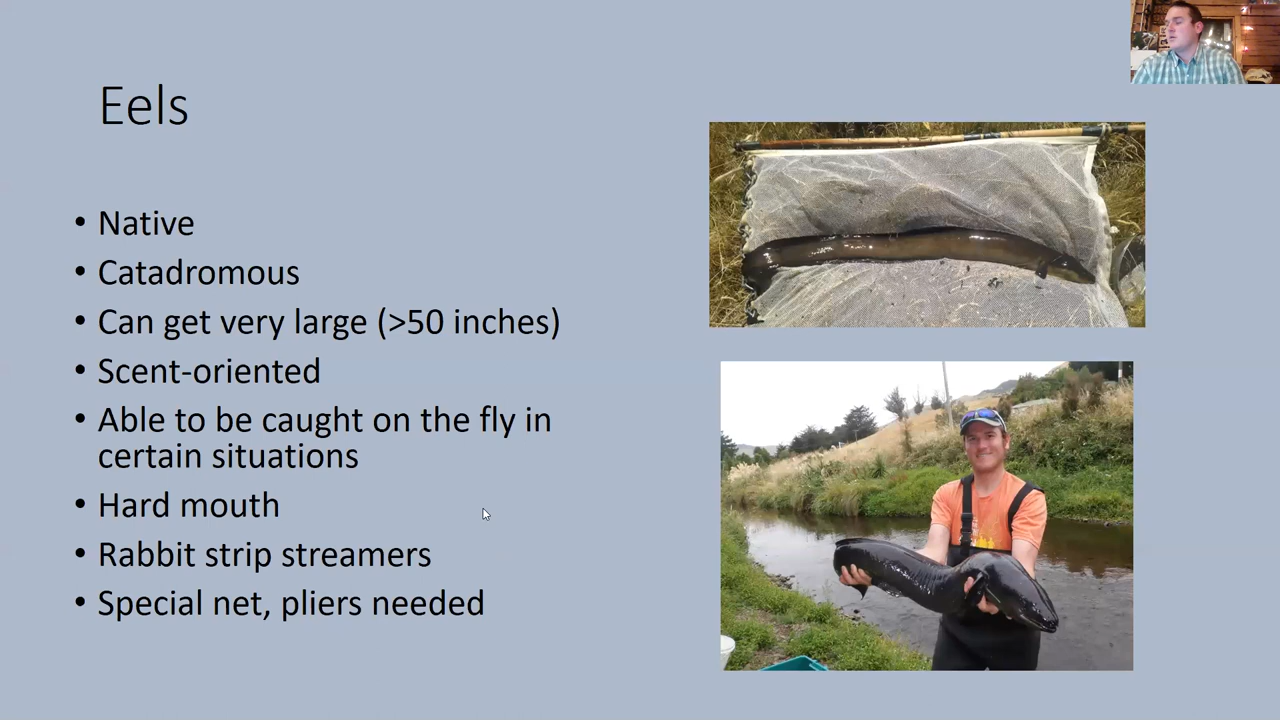 Eels
• Native
• Catadromous
• Can get very large (>50 inches)
• Scent-oriented
• Able to be caught on the fly in
certain situations
• Hard mouth
• Rabbit strip streamers
• Special net, pliers needed